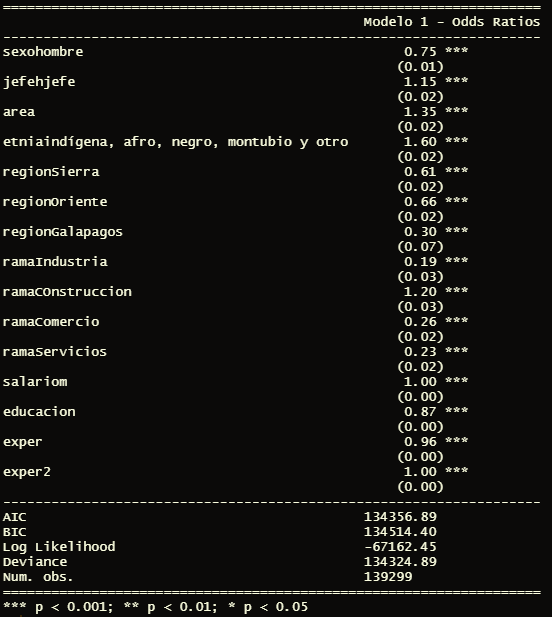 ===================================================================
Modelo 1 - Odds Ratios
-------------------------------------------------------------------
sexohombre 0.75 ***
(0.01)
jefehjefe 1.15 ***
(0.02)
area 1.35 ***
(0.02)
etniaindígena, afro, negro, montubio y otro 1.60 ***
(0.02)
regionSierra 0.61 ***
(0.02)
regionOriente 0.66 ***
(0.02)
regionGalapagos 0.30 ***
(0.07)
ramaIndustria 0.19 ***
(0.03)
ramaCOnstruccion 1.20 ***
(0.03)
ramaComercio 0.26 ***
(0.02)
ramaServicios 0.23 ***
(0.02)
salariom 1.00 ***
(0.00)
educacion 0.87 ***
(0.00)
exper 0.96 ***
(0.00)
exper2 1.00 ***
(0.00)
-------------------------------------------------------------------
AIC 134356.89
BIC 134514.40
Log Likelihood -67162.45
Deviance 134324.89
Num. obs. 139299
===================================================================
*** p < 0.001; ** p < 0.01; * p < 0.05